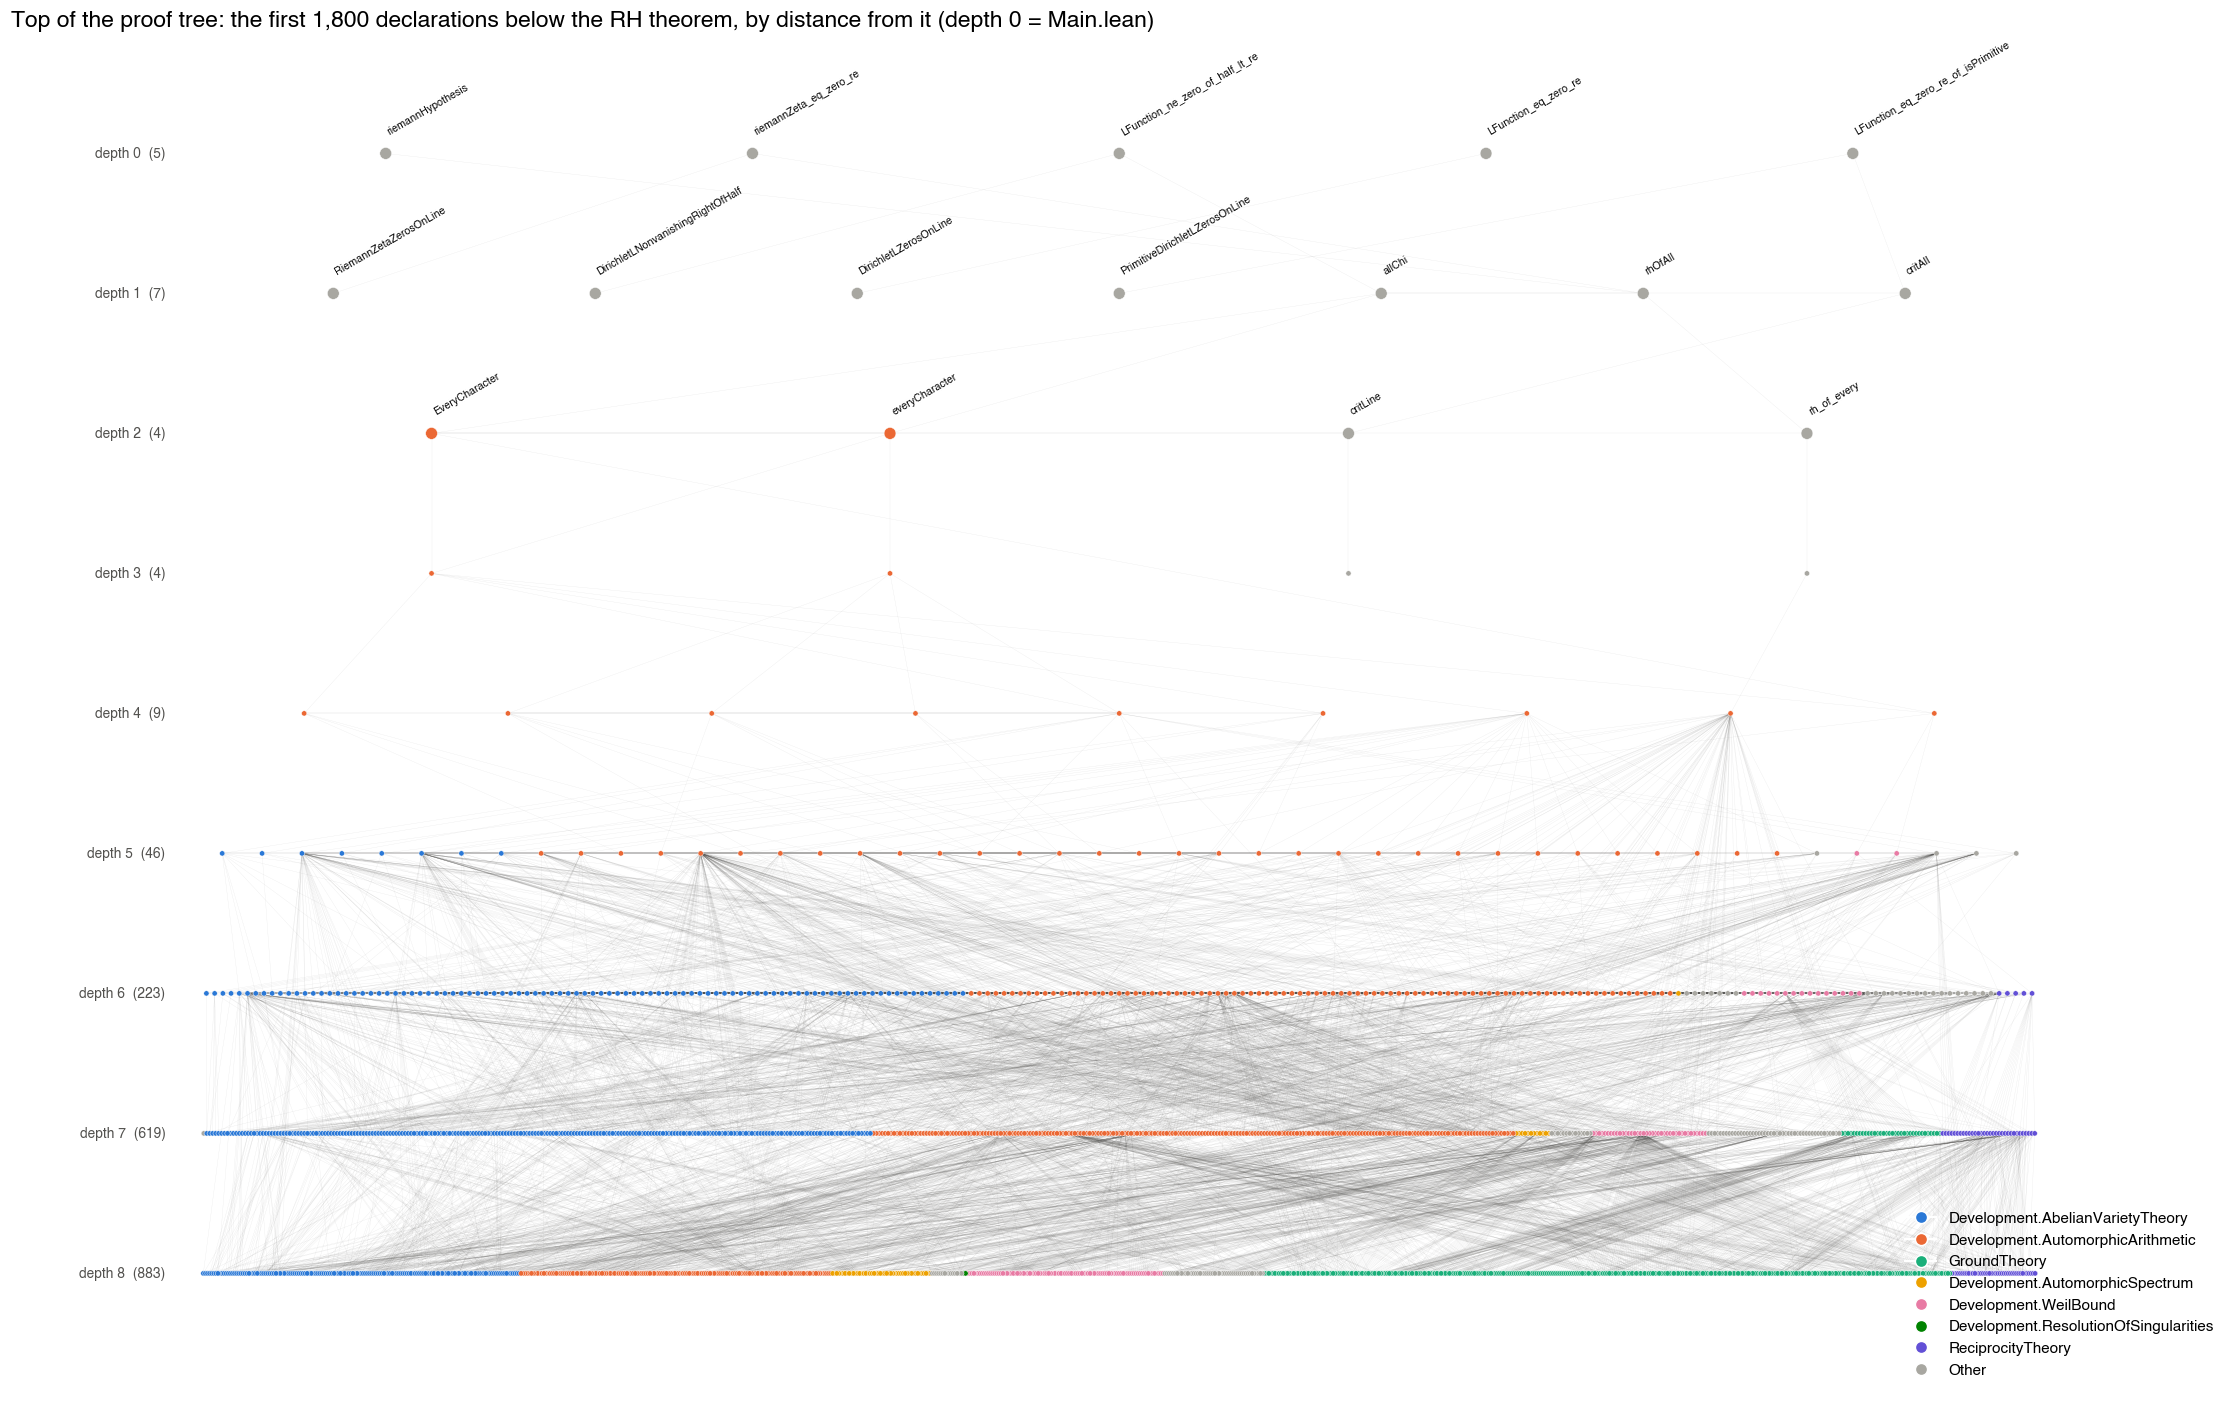 Top of the proof tree: the first 1,800 declarations below the RH theorem, by distance from it (depth 0 = Main.lean)
riemannHypothesis
riemannZeta_eq_zero_re
LFunction_ne_zero_of_half_lt_re
LFunction_eq_zero_re
LFunction_eq_zero_re_of_isPrimitive
depth 0 (5)
RiemannZetaZerosOnLine
DirichletLNonvanishingRightOfHalf
DirichletLZerosOnLine
PrimitiveDirichletLZerosOnLine
allChi
rhOfAll
critAll
depth 1 (7)
EveryCharacter
everyCharacter
critLine
rh_of_every
depth 2 (4)
depth 3 (4)
depth 4 (9)
depth 5 (46)
depth 6 (223)
depth 7 (619)
depth 8 (883)
Development.AbelianVarietyTheory
Development.AutomorphicArithmetic
GroundTheory
Development.AutomorphicSpectrum
Development.WeilBound
Development.ResolutionOfSingularities
ReciprocityTheory
Other